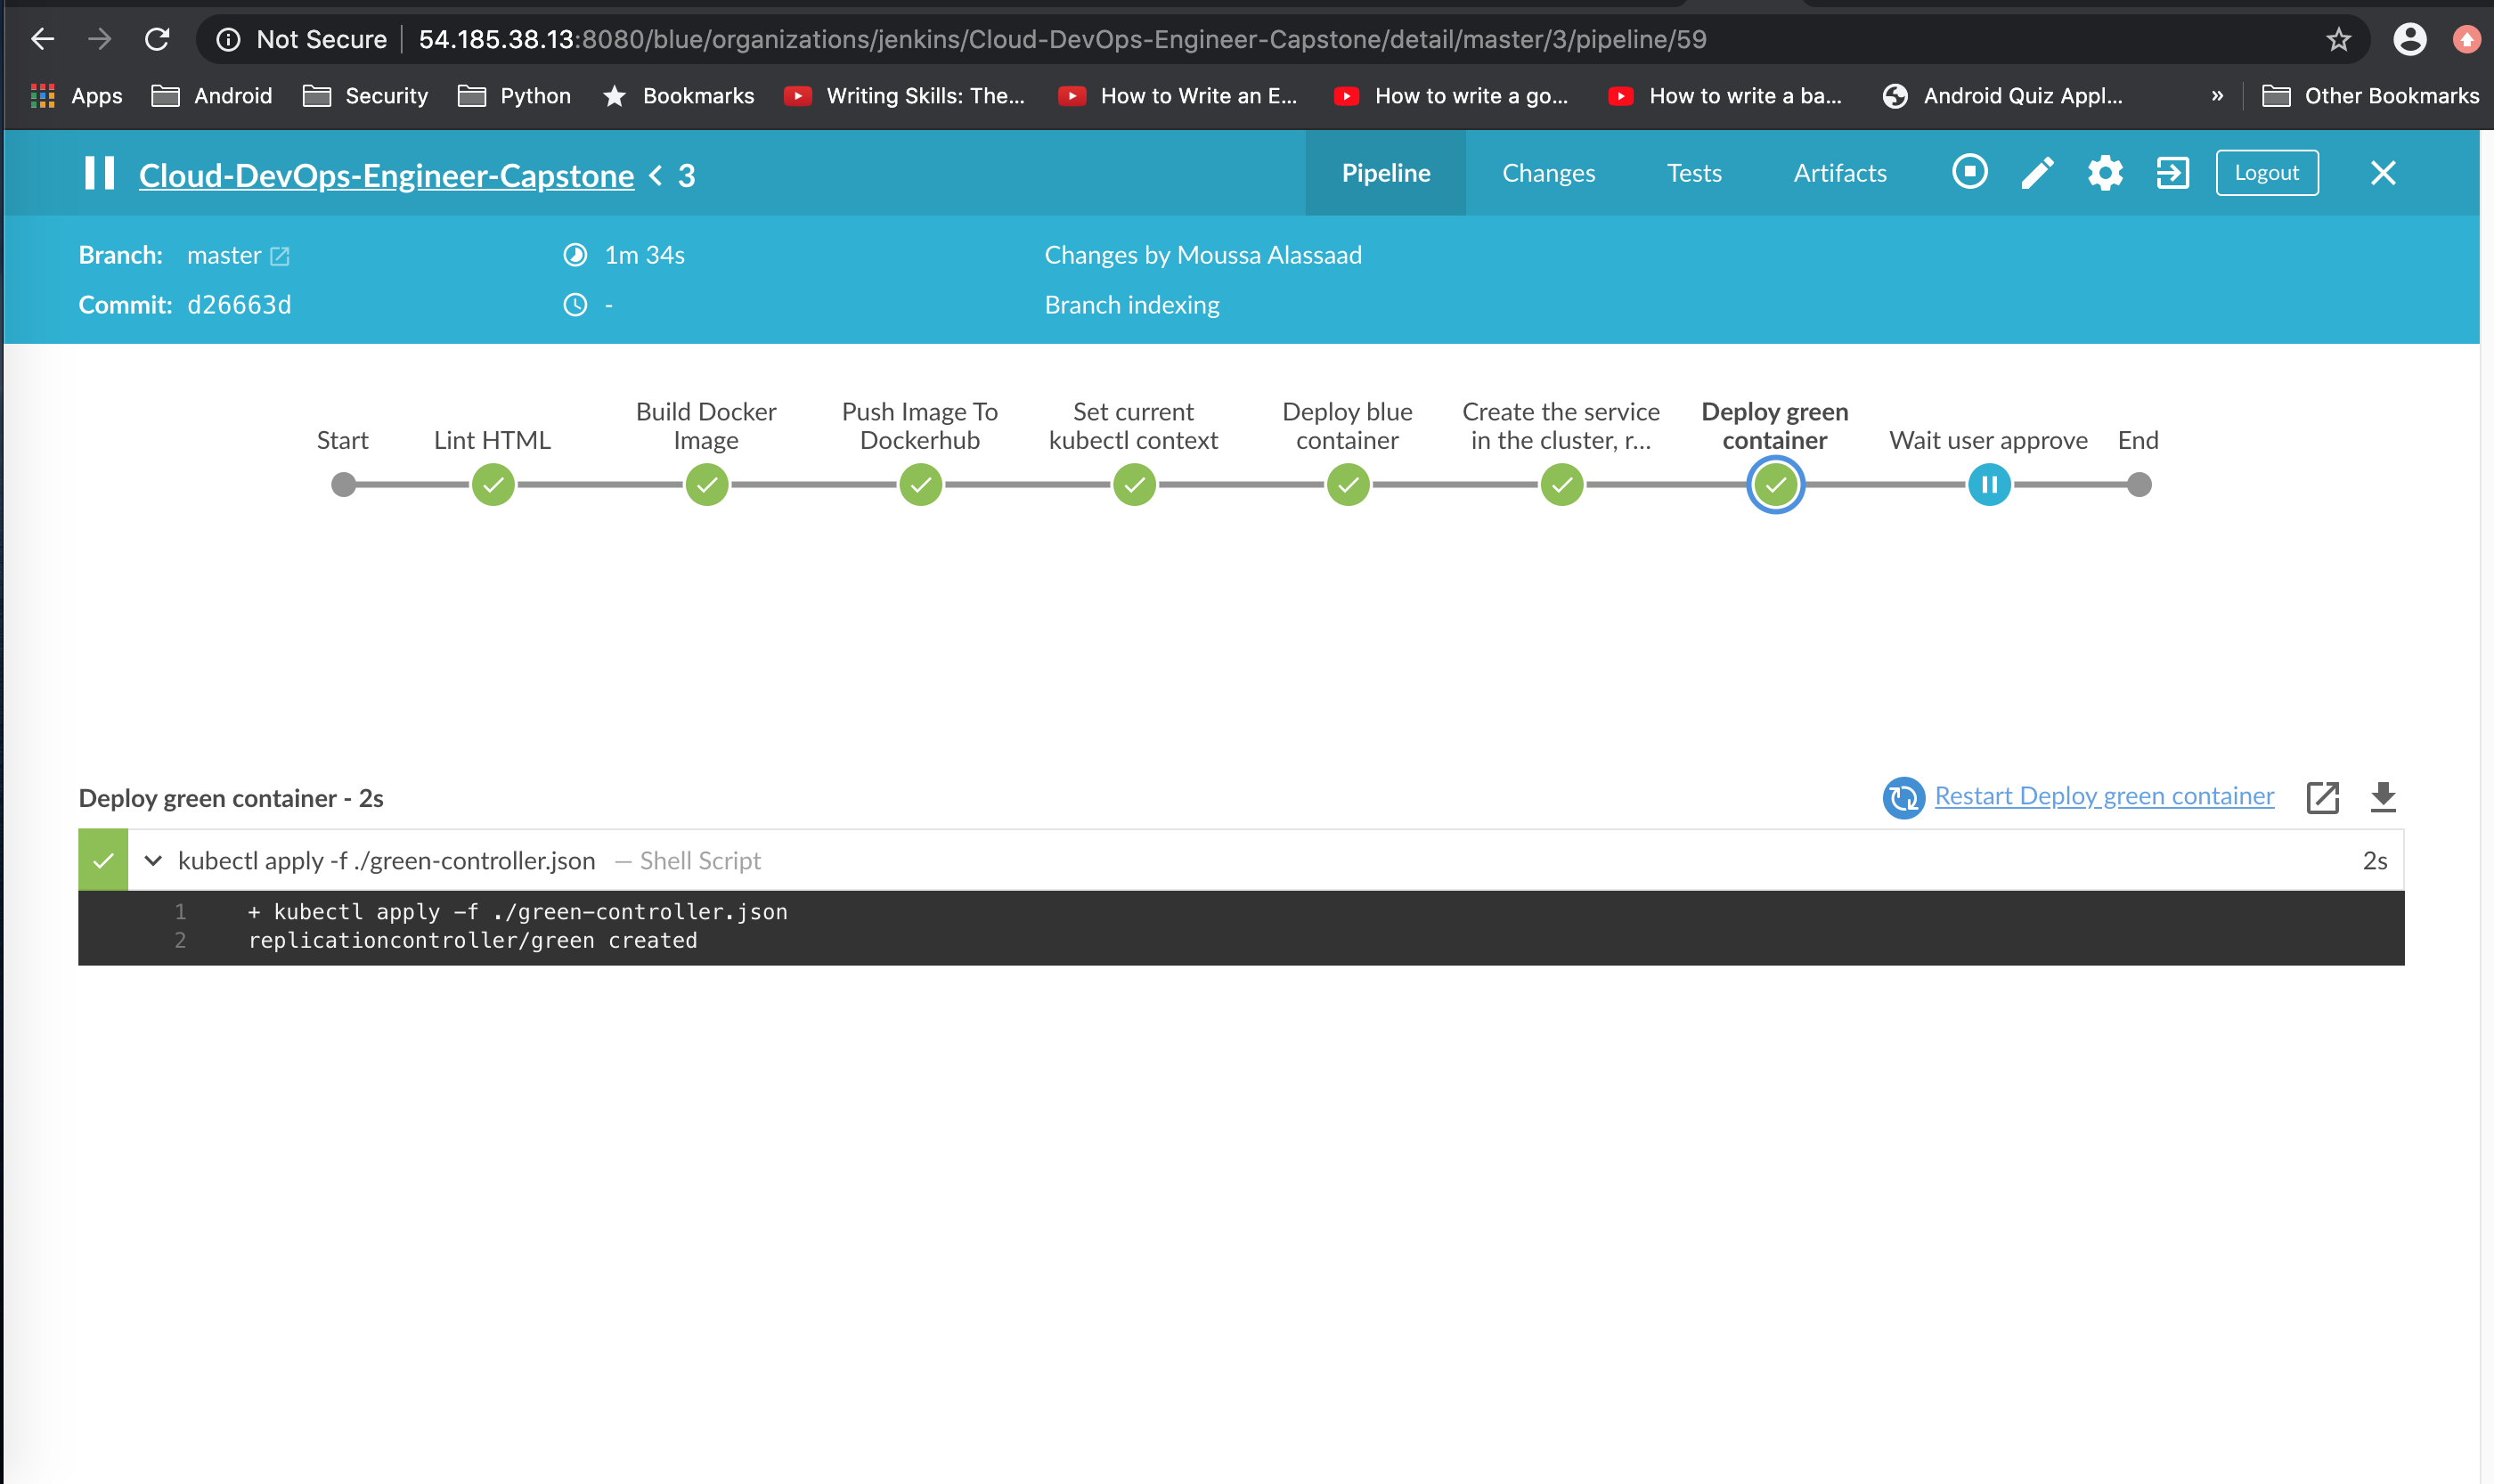 Not Secure 54.185.38.13:8080/blue/organizations/jenkins/Cloud-DevOps-Engineer-Capstone/detail/master/3/pipeline/59
Apps Android Security Python Bookmarks Writing Skills: The... How to Write an E... How to write a go... How to write a ba... Android Quiz Appl... » Other Bookmarks
Cloud-DevOps-Engineer-Capstone < 3 Pipeline Changes Tests Artifacts Logout
Branch: master 1m 34s Changes by Moussa Alassaad
Commit: d26663d - Branch indexing
Start
Lint HTML
Build Docker
Image
Push Image To
Dockerhub
Set current
kubectl context
Deploy blue
container
Create the service
in the cluster, r...
Deploy green
container
Wait user approve
End
Deploy green container - 2s Restart Deploy green container
kubectl apply -f ./green-controller.json — Shell Script 2s
1 + kubectl apply -f ./green-controller.json
2 replicationcontroller/green created